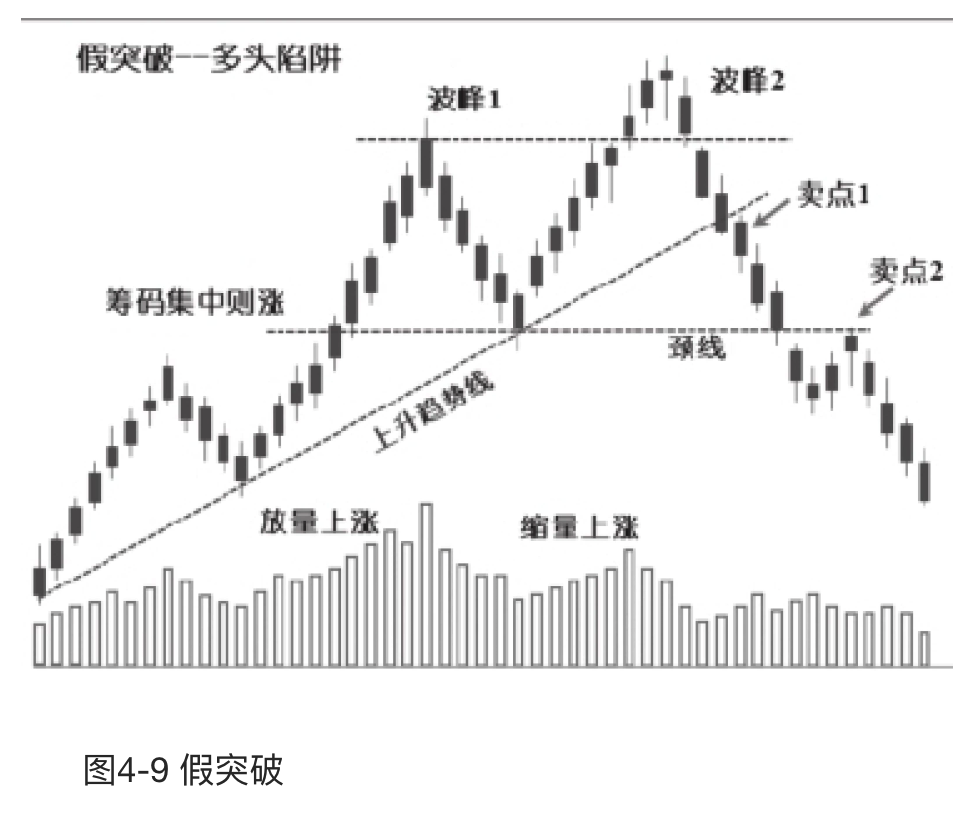 假突破--多头陷阱
波峰1
波峰2
卖点1
卖点2
筹码集中则涨
颈线
上升趋势线
放量上涨
缩量上涨
图4-9 假突破